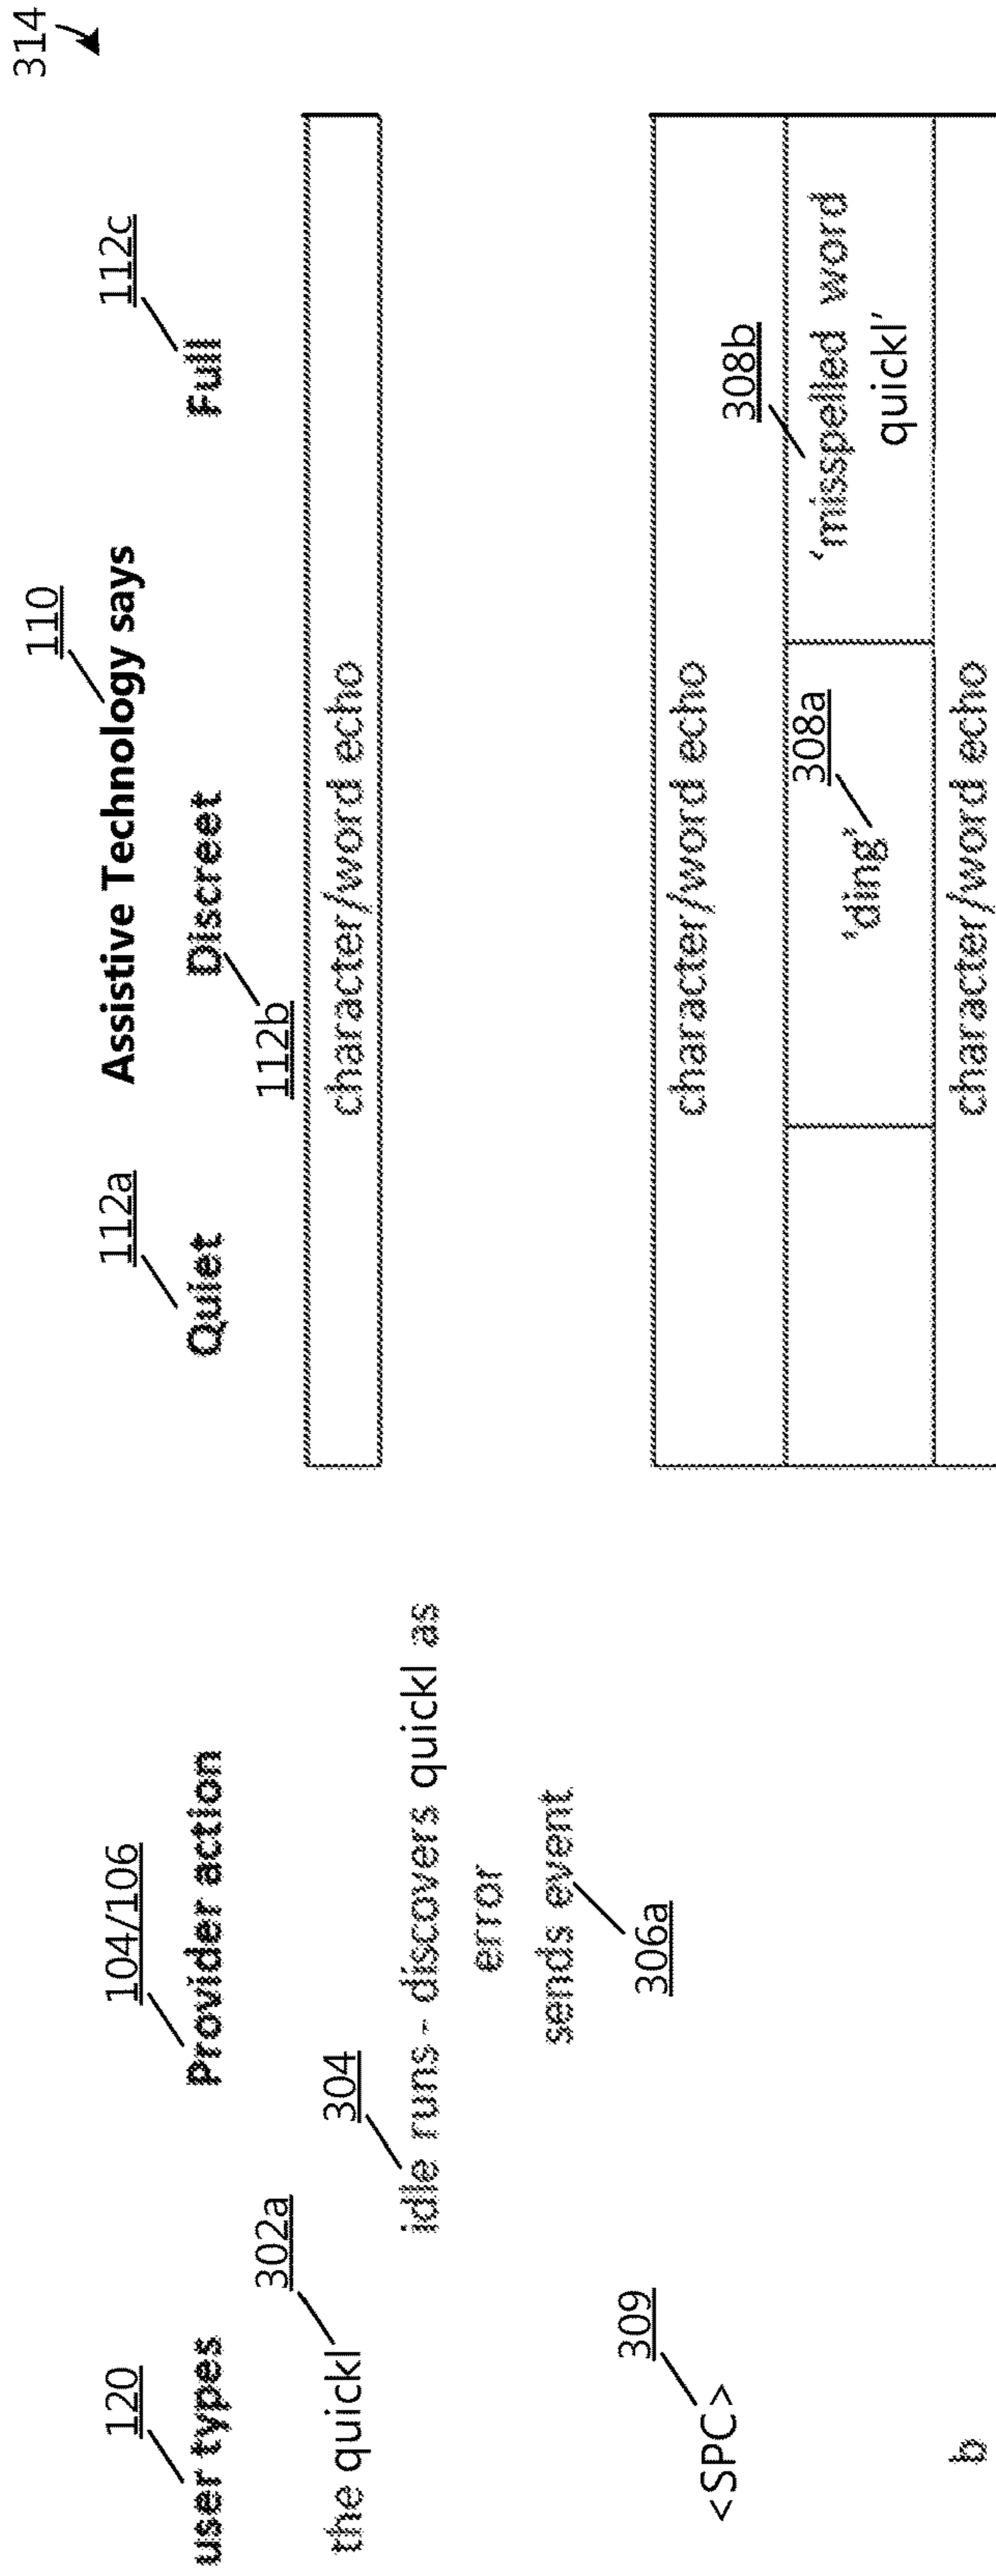 314
110
Assistive Technology says
120
104/106
112a
112c
user types
Provider action
Quiet
Discreet
Full
302a
112b
the quickl
304
character/word echo
idle runs - discovers quickl as
error
sends event
309
306a
<SPC>
character/word echo
308b
308a
'ding'
'misspelled word
quickl'
b
character/word echo